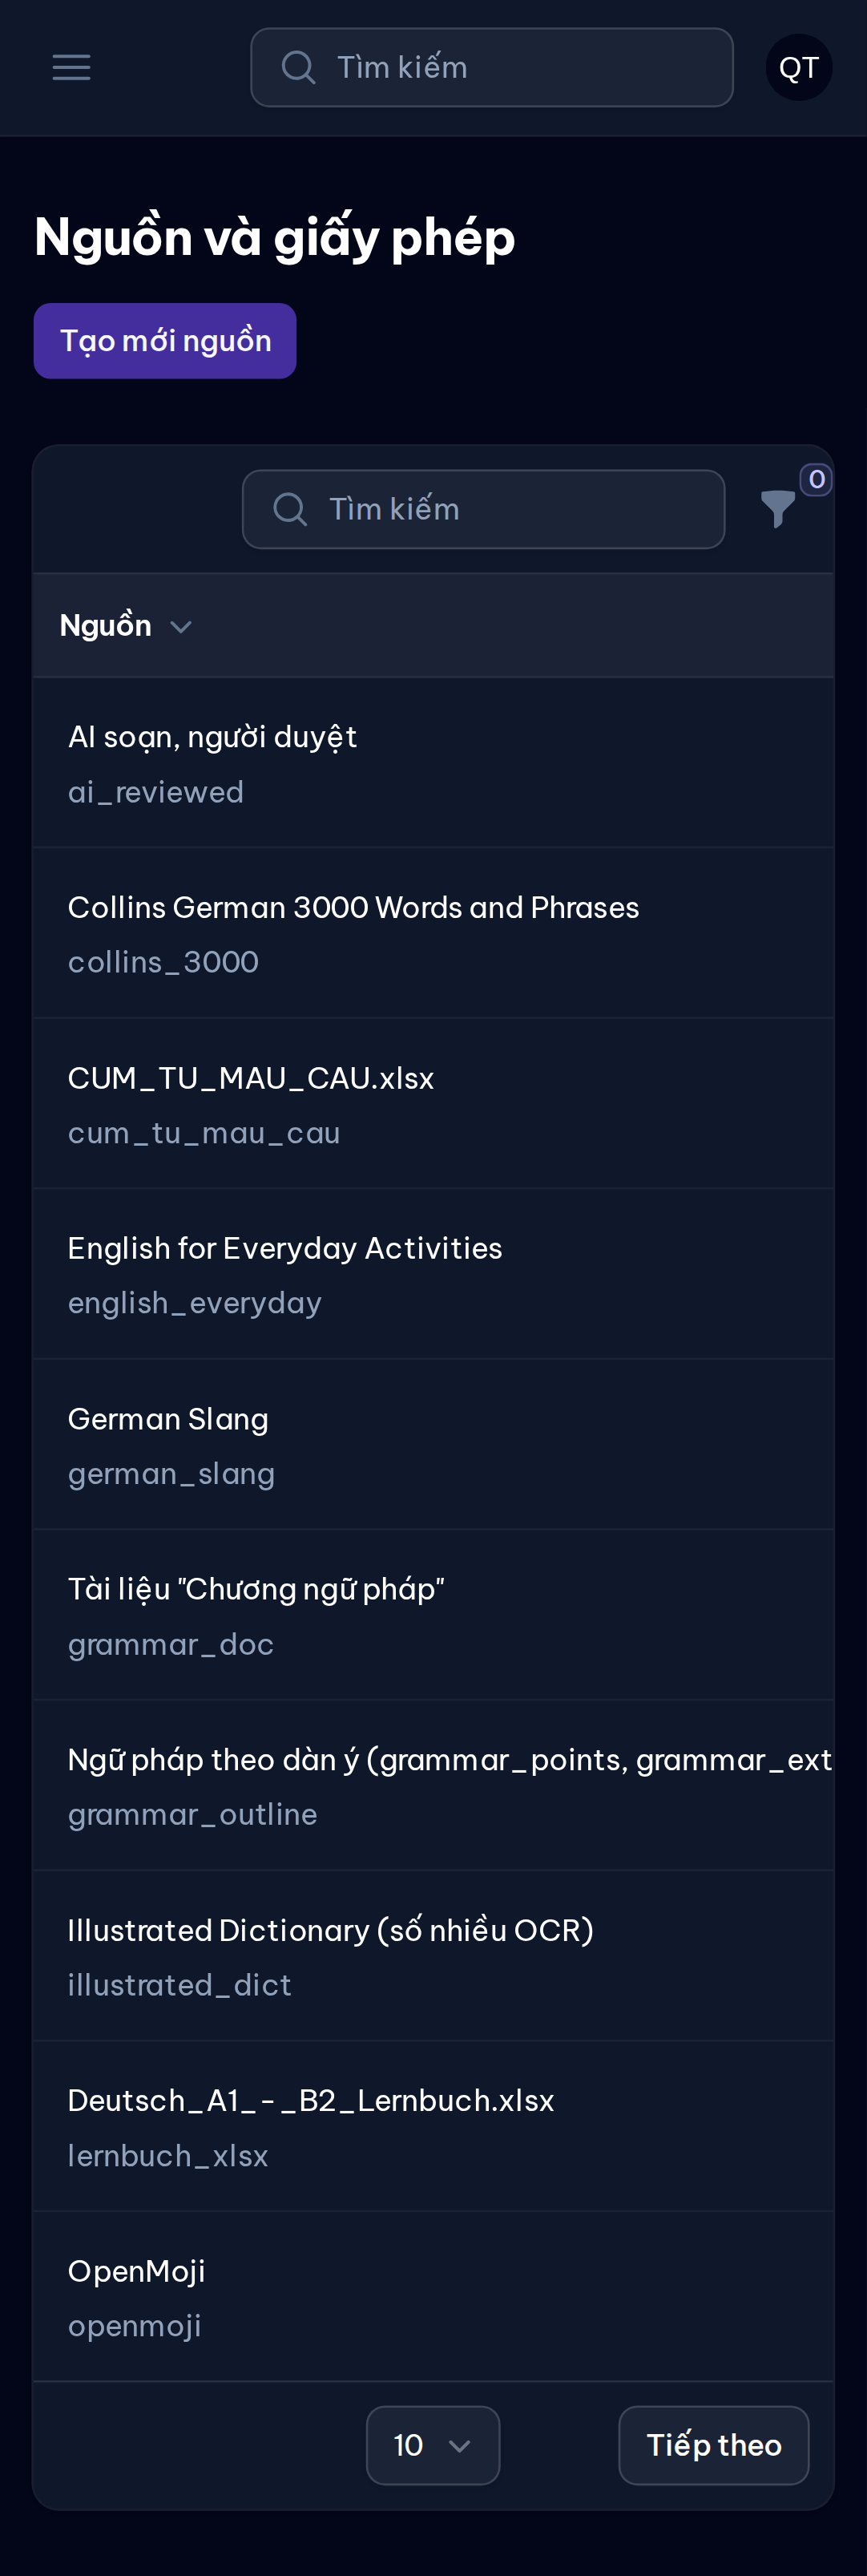 Tìm kiếm
QT
Nguồn và giấy phép
Tạo mới nguồn
Tìm kiếm
0
Nguồn
AI soạn, người duyệt
ai_reviewed
Collins German 3000 Words and Phrases
collins_3000
CUM_TU_MAU_CAU.xlsx
cum_tu_mau_cau
English for Everyday Activities
english_everyday
German Slang
german_slang
Tài liệu "Chương ngữ pháp"
grammar_doc
Ngữ pháp theo dàn ý (grammar_points, grammar_ext
grammar_outline
Illustrated Dictionary (số nhiều OCR)
illustrated_dict
Deutsch_A1_-_B2_Lernbuch.xlsx
lernbuch_xlsx
OpenMoji
openmoji
10
Tiếp theo